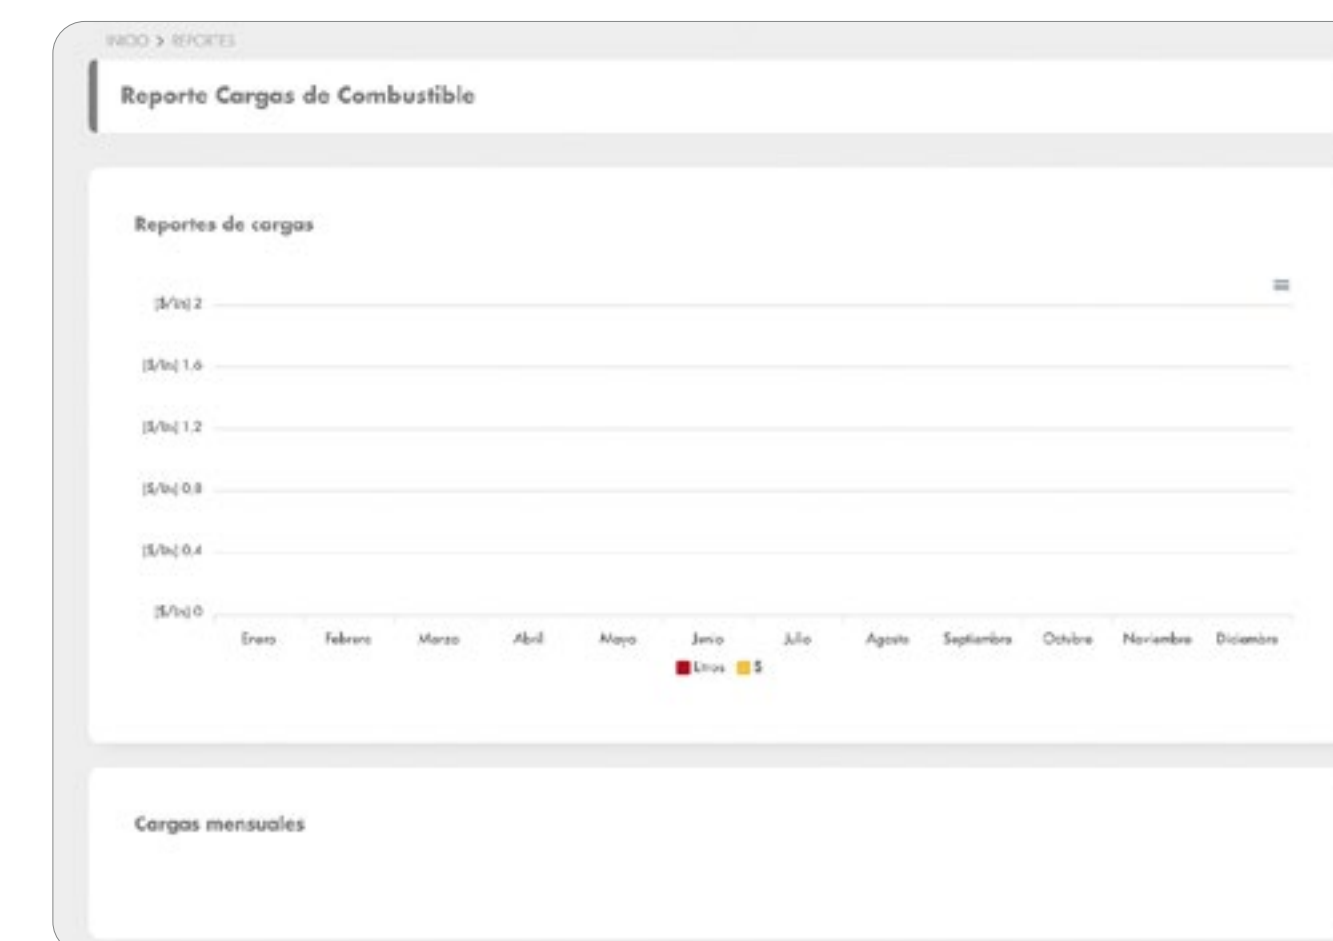 INICIO > REPORTES
Reporte Cargas de Combustible
Reportes de cargas
[$/lts] 2
[$/lts] 1.6
[$/lts] 1.2
[$/lts] 0.8
[$/lts] 0.4
[$/lts] 0
Enero Febrero Marzo Abril Mayo Junio Julio Agosto Septiembre Octubre Noviembre Diciembre
Litros $
Cargas mensuales